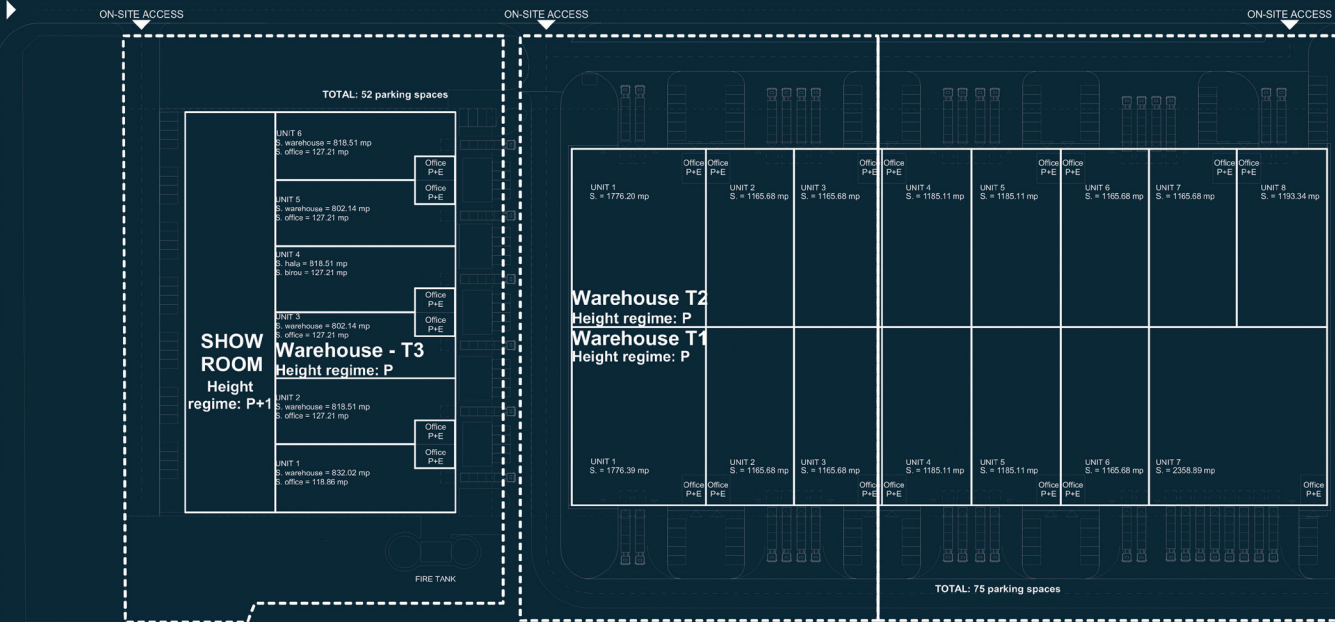 ON-SITE ACCESS
ON-SITE ACCESS
ON-SITE ACCESS
TOTAL: 52 parking spaces
UNIT 6
S. warehouse = 818.51 mp
S. office = 127.21 mp
Office
P+E
Office
P+E
UNIT 5
S. warehouse = 802.14 mp
S. office = 127.21 mp
UNIT 4
S. hala = 818.51 mp
S. birou = 127.21 mp
Office
P+E
Office
P+E
UNIT 3
S. warehouse = 802.14 mp
S. office = 127.21 mp
SHOW
ROOM
Height
regime: P+1
Warehouse - T3
Height regime: P
UNIT 2
S. warehouse = 818.51 mp
S. office = 127.21 mp
Office
P+E
Office
P+E
UNIT 1
S. warehouse = 832.02 mp
S. office = 118.86 mp
FIRE TANK
Office
P+E
Office
P+E
Office
P+E
Office
P+E
Office
P+E
Office
P+E
Office
P+E
Office
P+E
UNIT 1
S. = 1776.20 mp
UNIT 2
S. = 1165.68 mp
UNIT 3
S. = 1165.68 mp
UNIT 4
S. = 1185.11 mp
UNIT 5
S. = 1185.11 mp
UNIT 6
S. = 1165.68 mp
UNIT 7
S. = 1165.68 mp
UNIT 8
S. = 1193.34 mp
Warehouse T2
Height regime: P
Warehouse T1
Height regime: P
UNIT 1
S. = 1776.39 mp
UNIT 2
S. = 1165.68 mp
UNIT 3
S. = 1165.68 mp
UNIT 4
S. = 1185.11 mp
UNIT 5
S. = 1185.11 mp
UNIT 6
S. = 1165.68 mp
UNIT 7
S. = 2358.89 mp
Office
P+E
Office
P+E
Office
P+E
Office
P+E
Office
P+E
Office
P+E
Office
P+E
TOTAL: 75 parking spaces